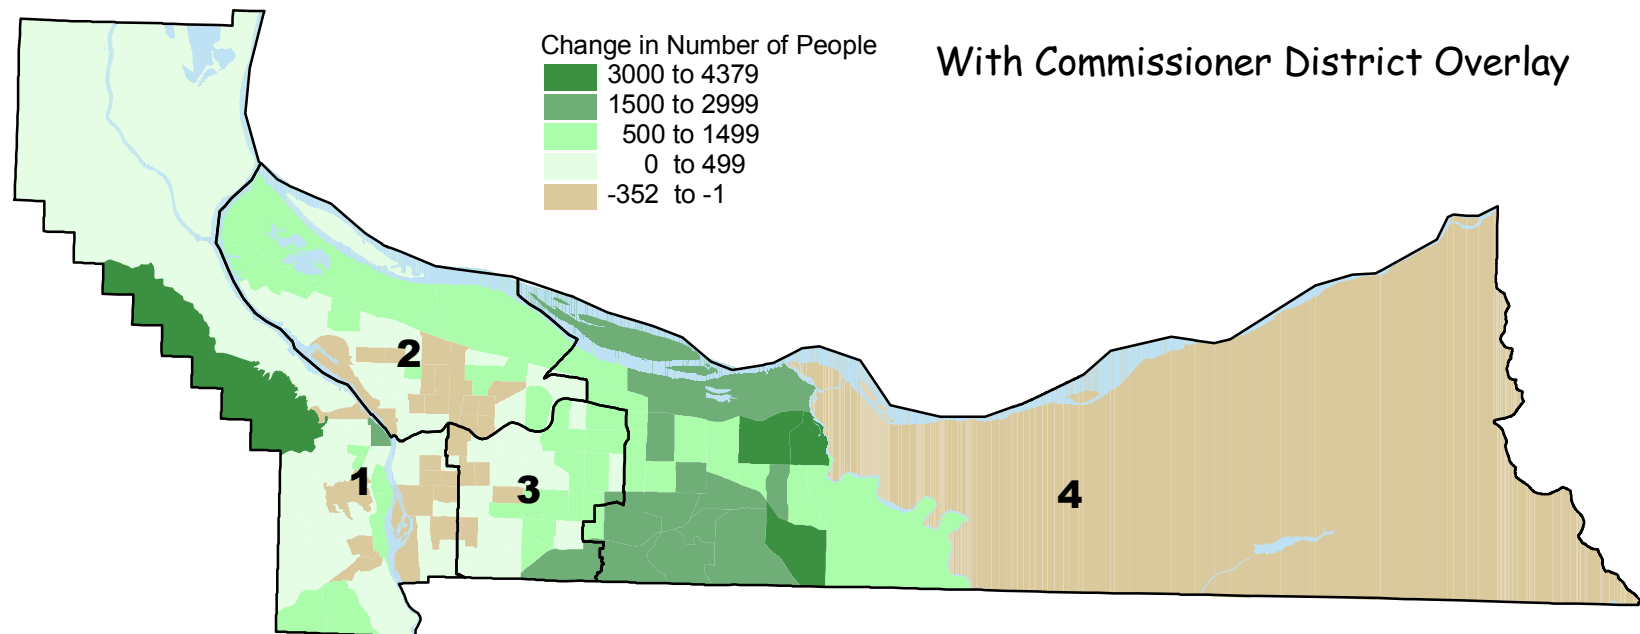 Change in Number of People
With Commissioner District Overlay
3000 to 4379
1500 to 2999
500 to 1499
0 to 499
-352 to -1
2
1
3
4